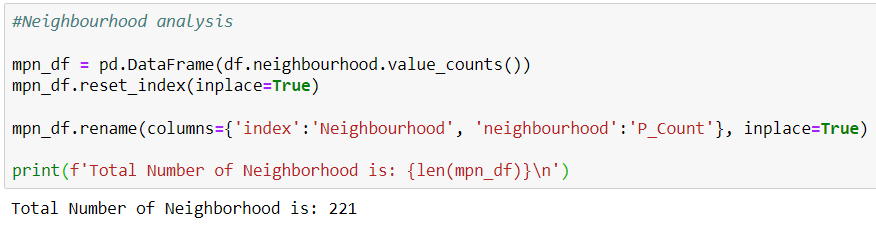 #Neighbourhood analysis
mpn_df = pd.DataFrame(df.neighbourhood.value_counts())
mpn_df.reset_index(inplace=True)
mpn_df.rename(columns={'index':'Neighbourhood', 'neighbourhood':'P_Count'}, inplace=True)
print(f'Total Number of Neighborhood is: {len(mpn_df)}\n')
Total Number of Neighborhood is: 221